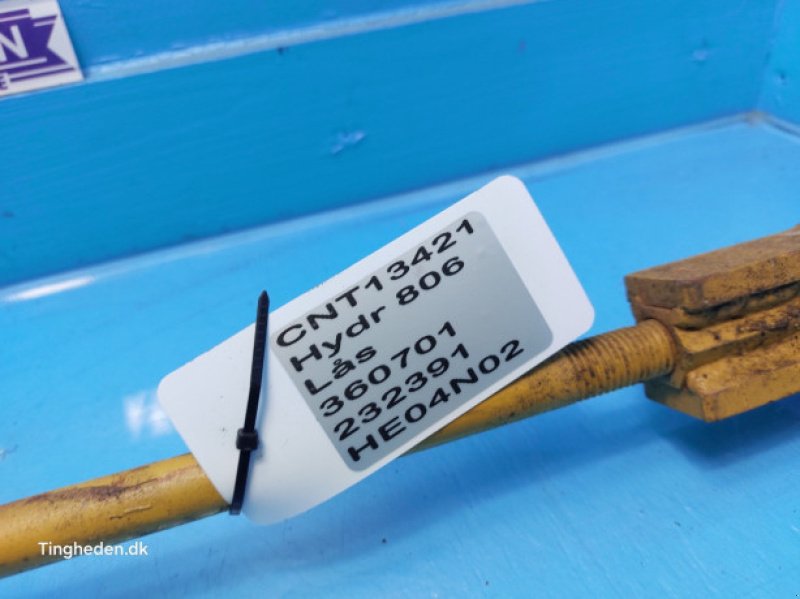 N
CNT13421
Hydr 806
Lås
360701
232391
HE04N02
Tingheden.dk